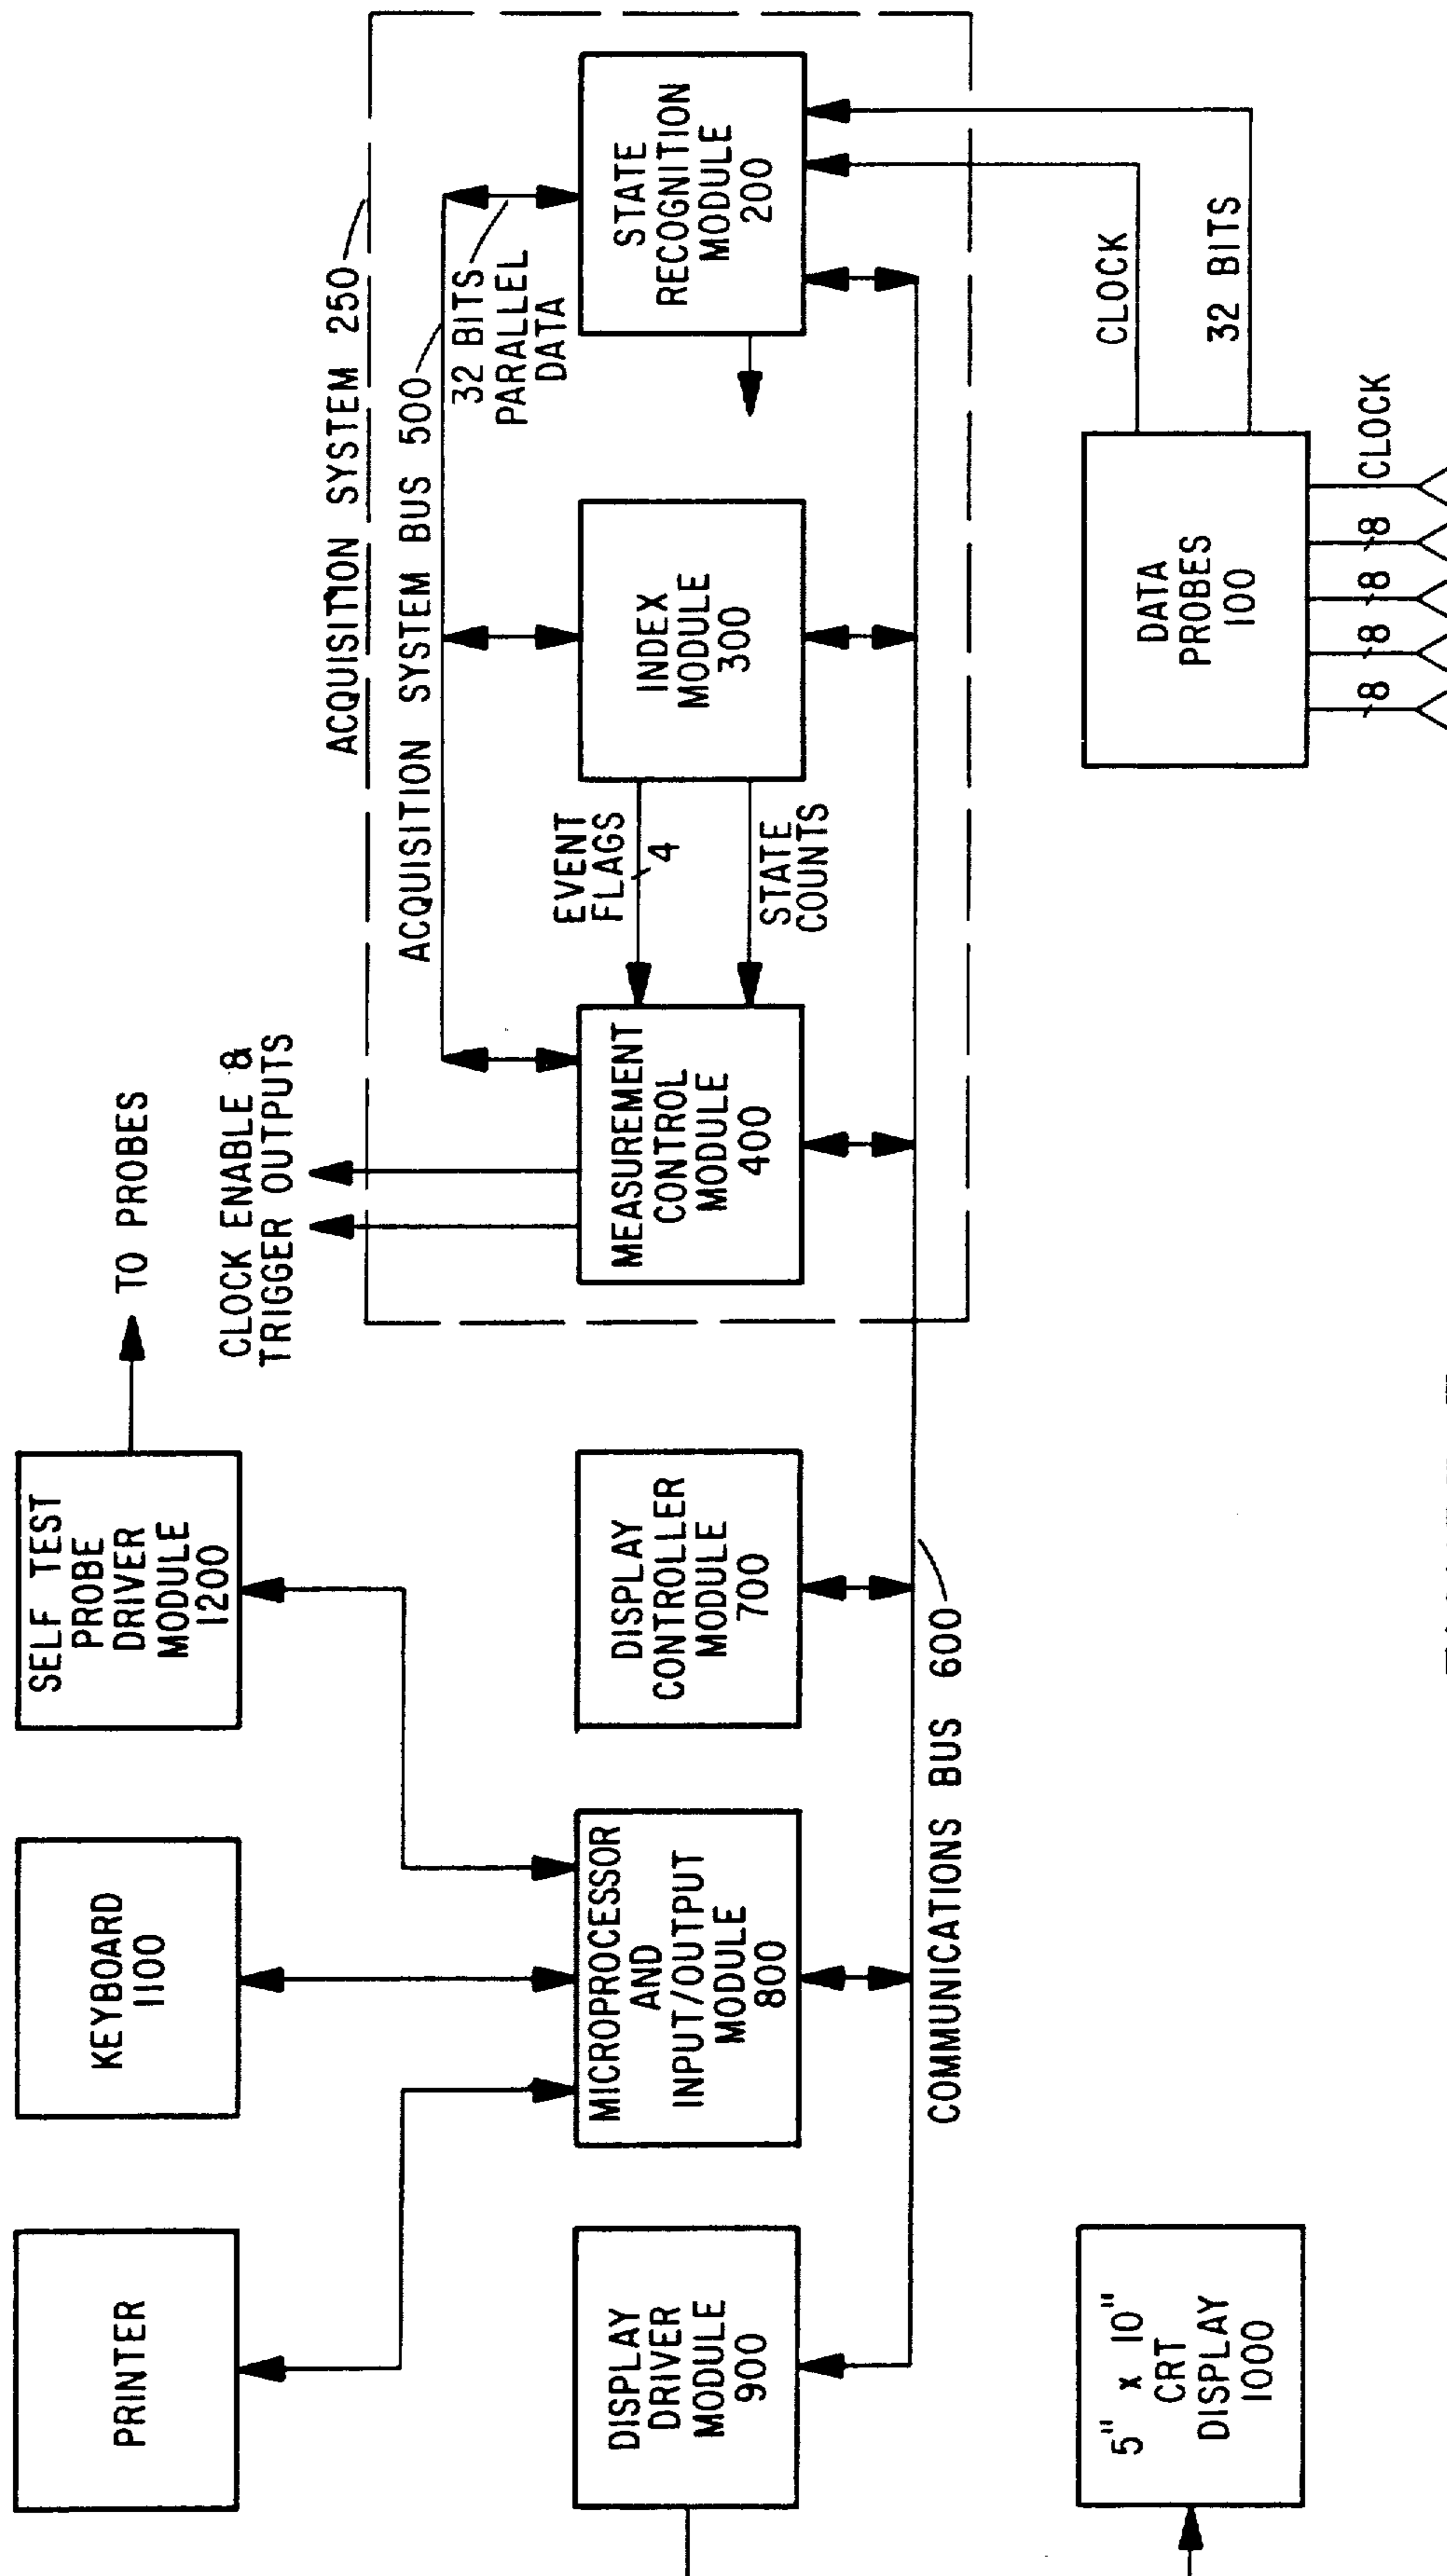 PRINTER
KEYBOARD
1100
SELF TEST
PROBE
DRIVER
MODULE
1200
TO PROBES
CLOCK ENABLE &
TRIGGER OUTPUTS
ACQUISITION SYSTEM 250
ACQUISITION SYSTEM BUS 500
32 BITS
PARALLEL
DATA
DISPLAY
DRIVER
MODULE
900
MICROPROCESSOR
AND
INPUT/OUTPUT
MODULE
800
DISPLAY
CONTROLLER
MODULE
700
MEASUREMENT
CONTROL
MODULE
400
EVENT
FLAGS
4
STATE
COUNTS
INDEX
MODULE
300
STATE
RECOGNITION
MODULE
200
COMMUNICATIONS BUS 600
5" x 10"
CRT
DISPLAY
1000
DATA
PROBES
100
CLOCK
32 BITS
8
8
8
8
CLOCK